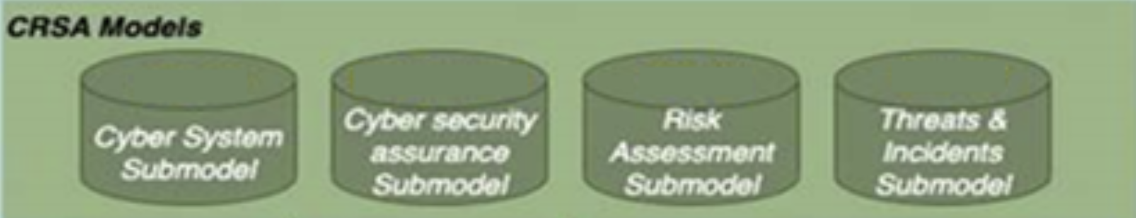 CRSA Models
Cyber System
Submodel
Cyber security
assurance
Submodel
Risk
Assessment
Submodel
Threats &
Incidents
Submodel